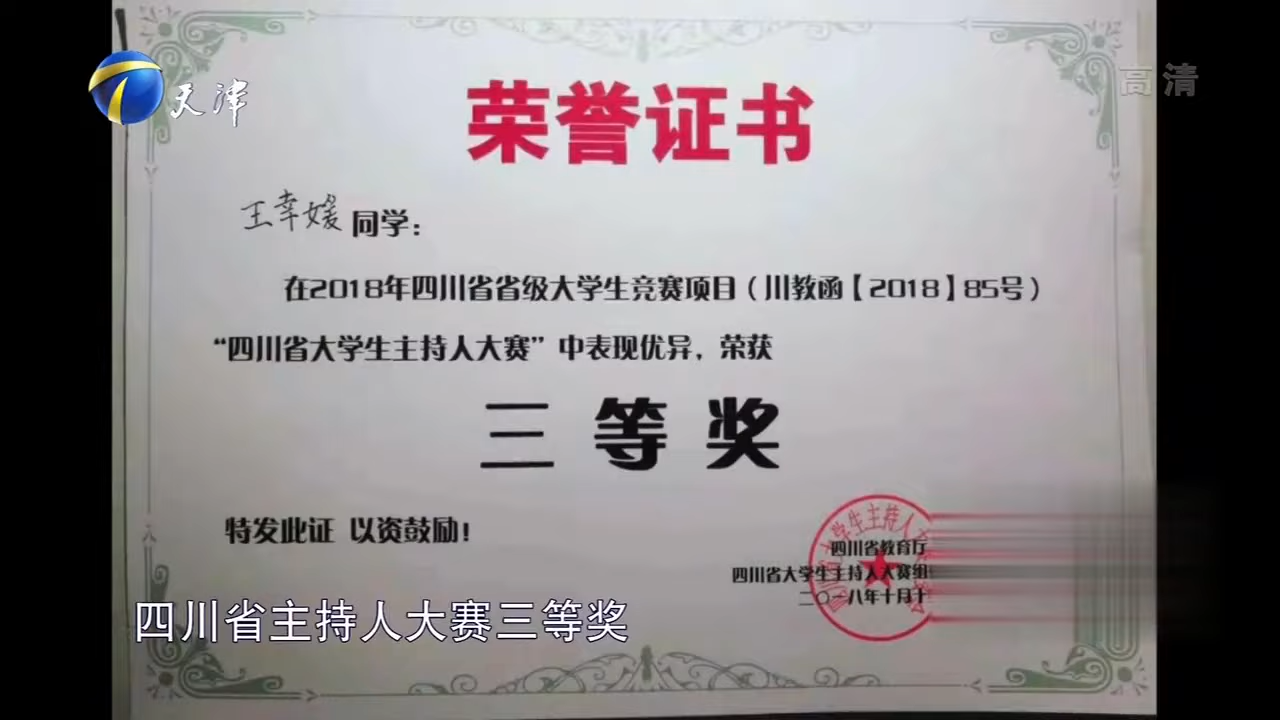 天津
高清
荣誉证书
王幸媛 同学：
在2018年四川省省级大学生竞赛项目（川教函【2018】85号）
“四川省大学生主持人大赛”中表现优异，荣获
三等奖
特发此证 以资鼓励！
四川省教育厅
四川省大学生主持人大赛组
二〇一八年十月十
四川省主持人大赛三等奖